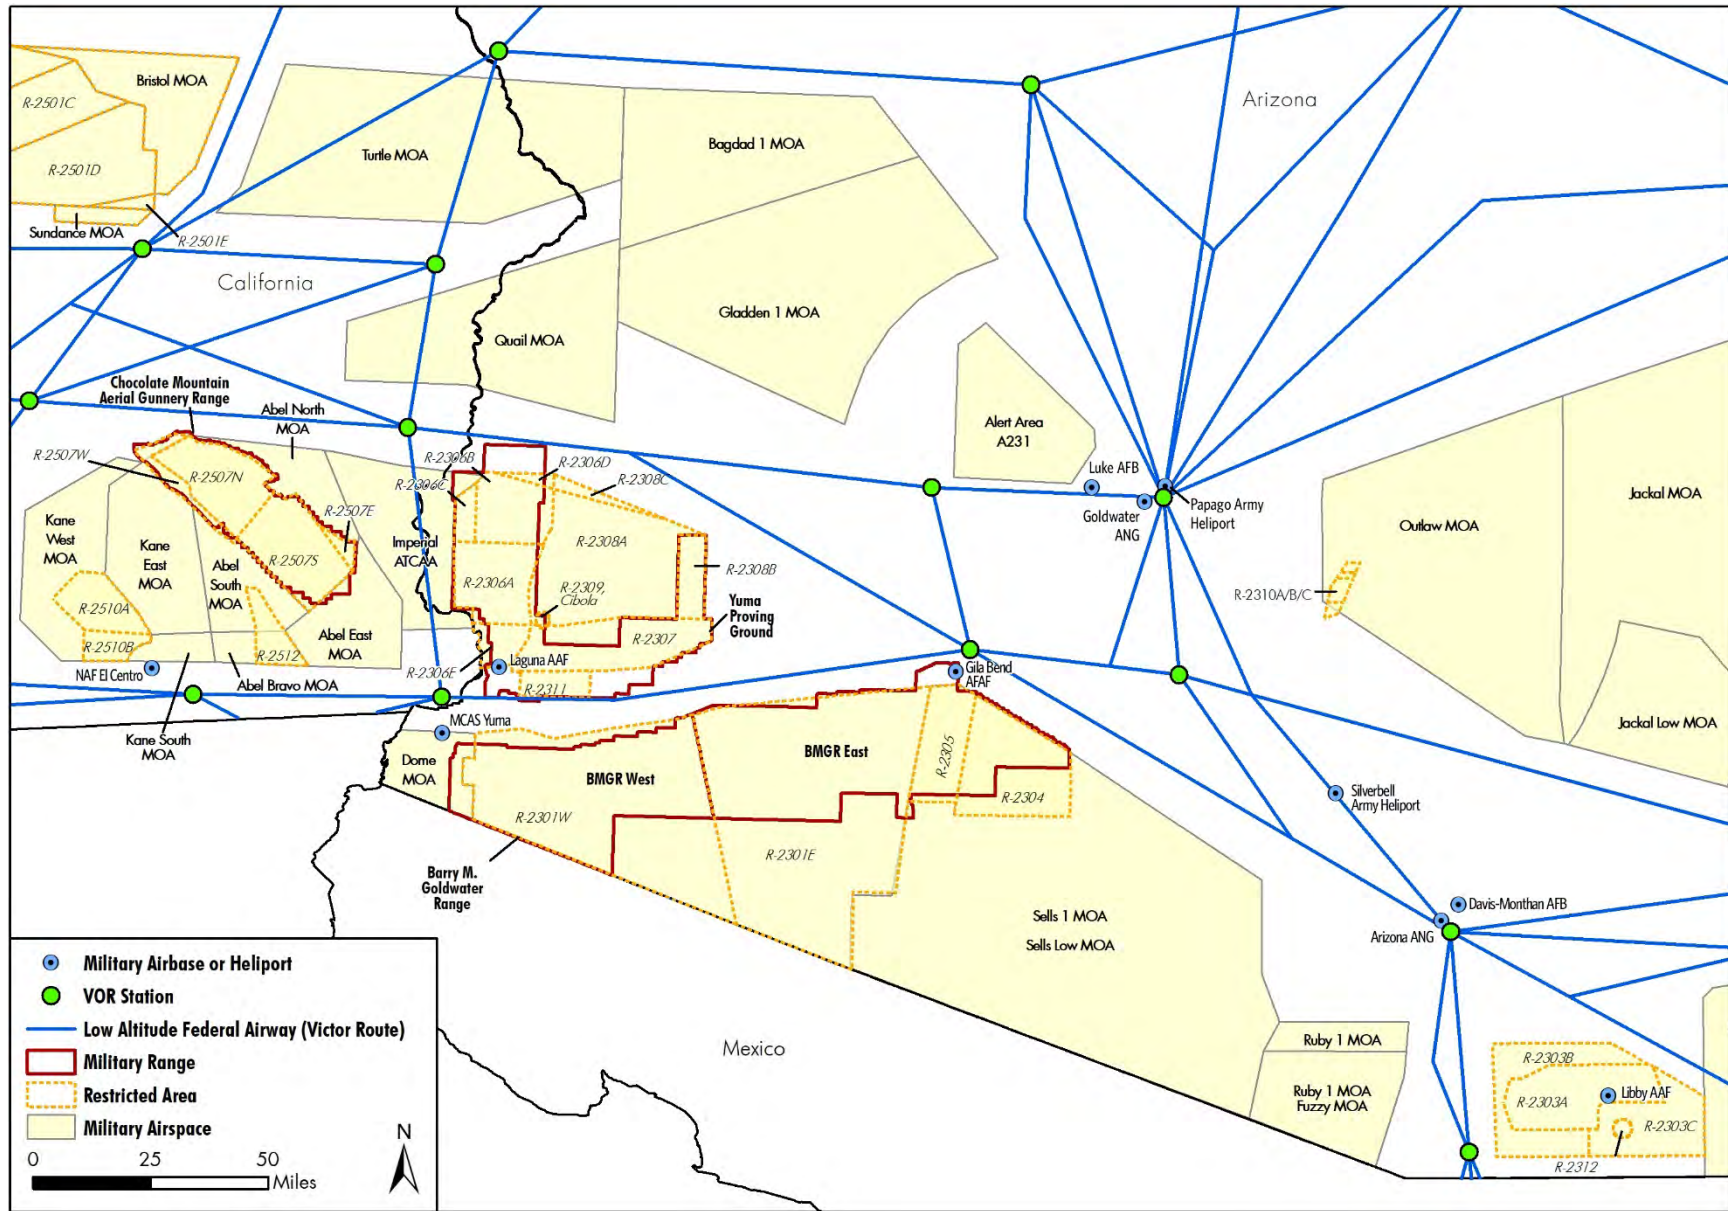 Bristol MOA
R-2501C
R-2501D
Sundance MOA
R-2501E
Turtle MOA
Bagdad 1 MOA
Arizona
California
Gladden 1 MOA
Quail MOA
Chocolate Mountain
Aerial Gunnery Range
Abel North
MOA
Alert Area
A231
R-2507W
R-2507N
R-2306B
R-2306D
R-2306C
R-2308C
Luke AFB
Goldwater
ANG
Papago Army
Heliport
Jackal MOA
Outlaw MOA
Kane
West
MOA
Kane
East
MOA
R-2507E
R-2507S
Imperial
ATCAA
R-2308A
R-2308B
R-2306A
R-2309,
Cibola
R-2310A/B/C
Abel
South
MOA
R-2510A
R-2510B
R-2512
Abel East
MOA
Yuma
Proving
Ground
R-2307
R-2306E
Laguna AAF
R-2311
NAF El Centro
Abel Bravo MOA
Kane South
MOA
Gila Bend
AFAF
Jackal Low MOA
MCAS Yuma
Dome
MOA
BMGR West
BMGR East
R-2305
R-2304
R-2301W
R-2301E
Silverbell
Army Heliport
Barry M.
Goldwater
Range
Sells 1 MOA
Sells Low MOA
Davis-Monthan AFB
Arizona ANG
Mexico
Ruby 1 MOA
Ruby 1 MOA
Fuzzy MOA
R-2303B
R-2303A
Libby AAF
R-2303C
R-2312
Military Airbase or Heliport
VOR Station
Low Altitude Federal Airway (Victor Route)
Military Range
Restricted Area
Military Airspace
N
0 25 50
Miles